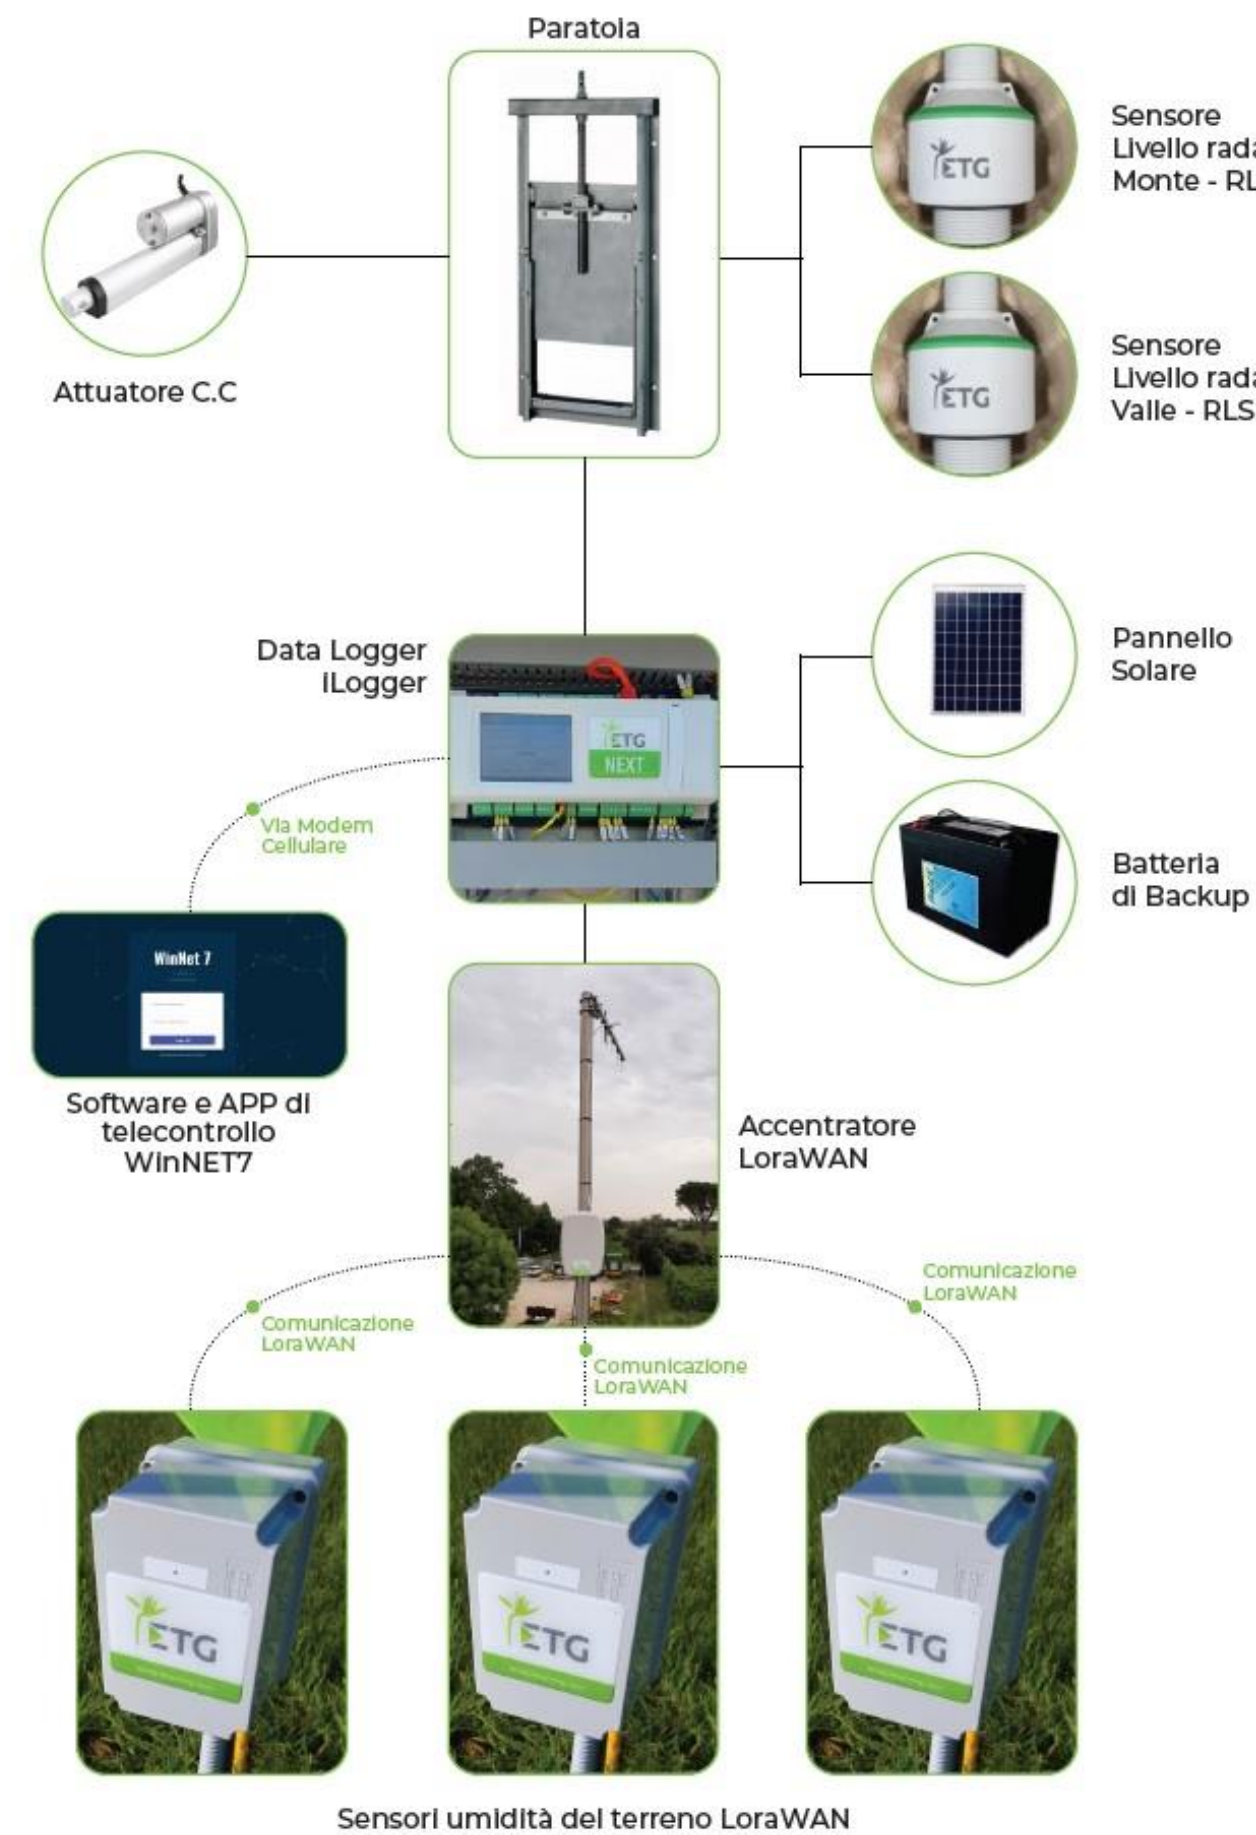 Paratoia
Sensore
Livello rada
Monte - RL
ETG
Attuatore C.C
Sensore
Livello rada
Valle - RLS
ETG
Data Logger
iLogger
ETG
NEXT
Pannello
Solare
Via Modem
Cellulare
Batteria
di Backup
WinNet 7
Software e APP di
telecontrollo
WinNET7
Accentratore
LoraWAN
Comunicazione
LoraWAN
Comunicazione
LoraWAN
Comunicazione
LoraWAN
ETG
ETG
ETG
Sensori umidità del terreno LoraWAN